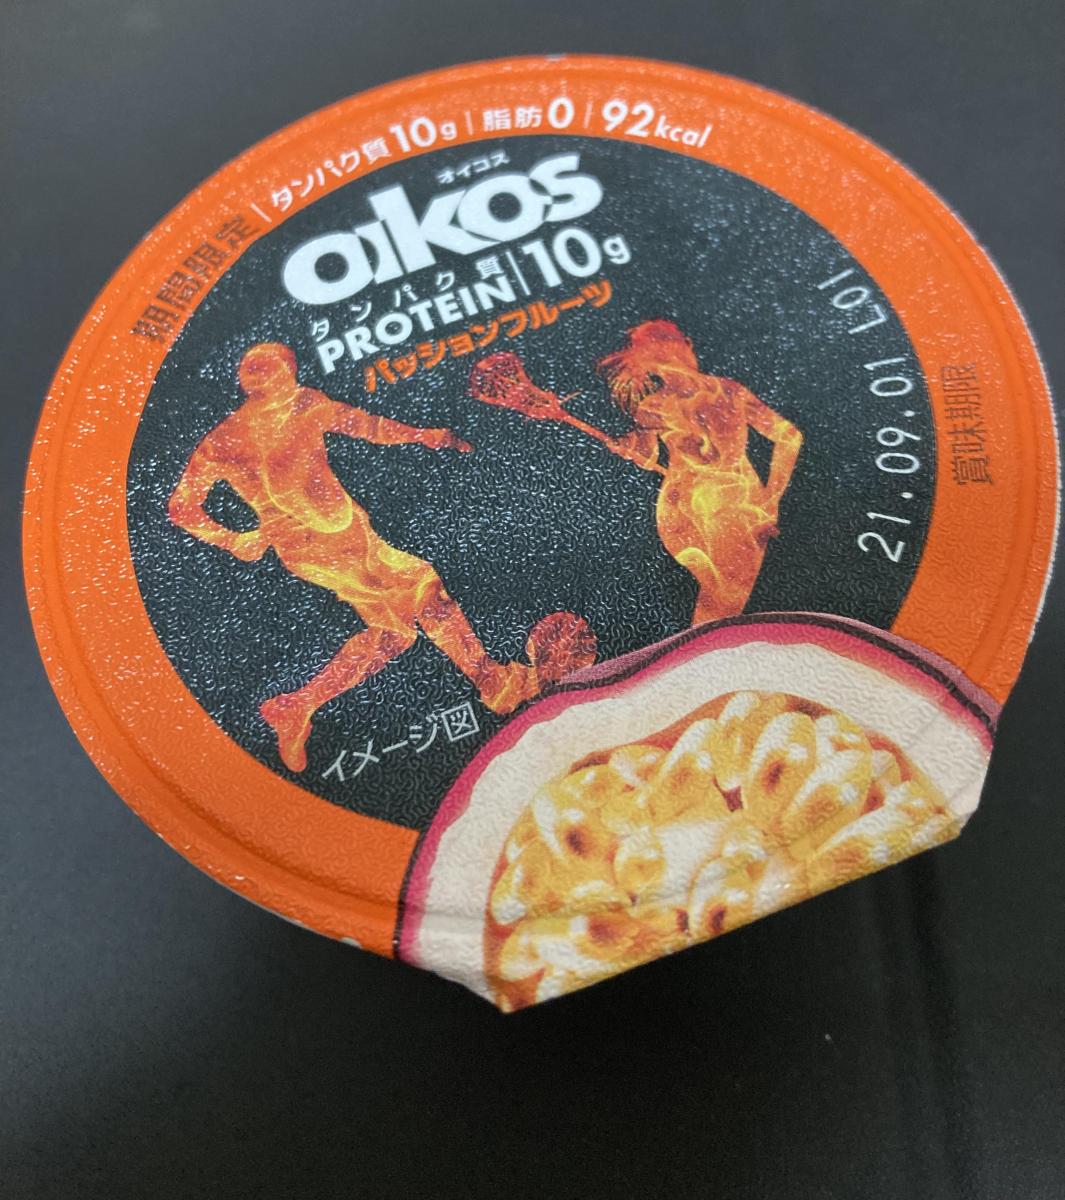 期間限定 | タンパク質10g | 脂肪0 | 92kcal
オイコス
oikos
タンパク質
PROTEIN | 10g
パッションフルーツ
賞味期限
21.09.01 L01
イメージ図